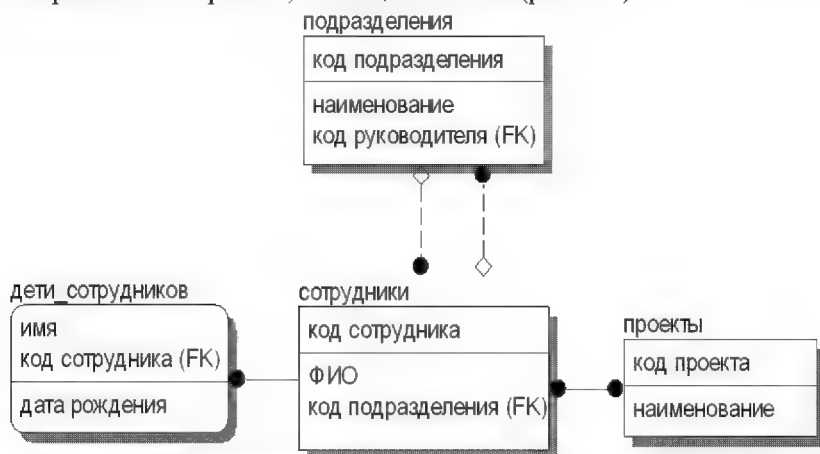 подразделения
код подразделения
наименование
код руководителя (FK)
дети_сотрудников
имя
код сотрудника (FK)
дата рождения
сотрудники
код сотрудника
ФИО
код подразделения (FK)
проекты
код проекта
наименование